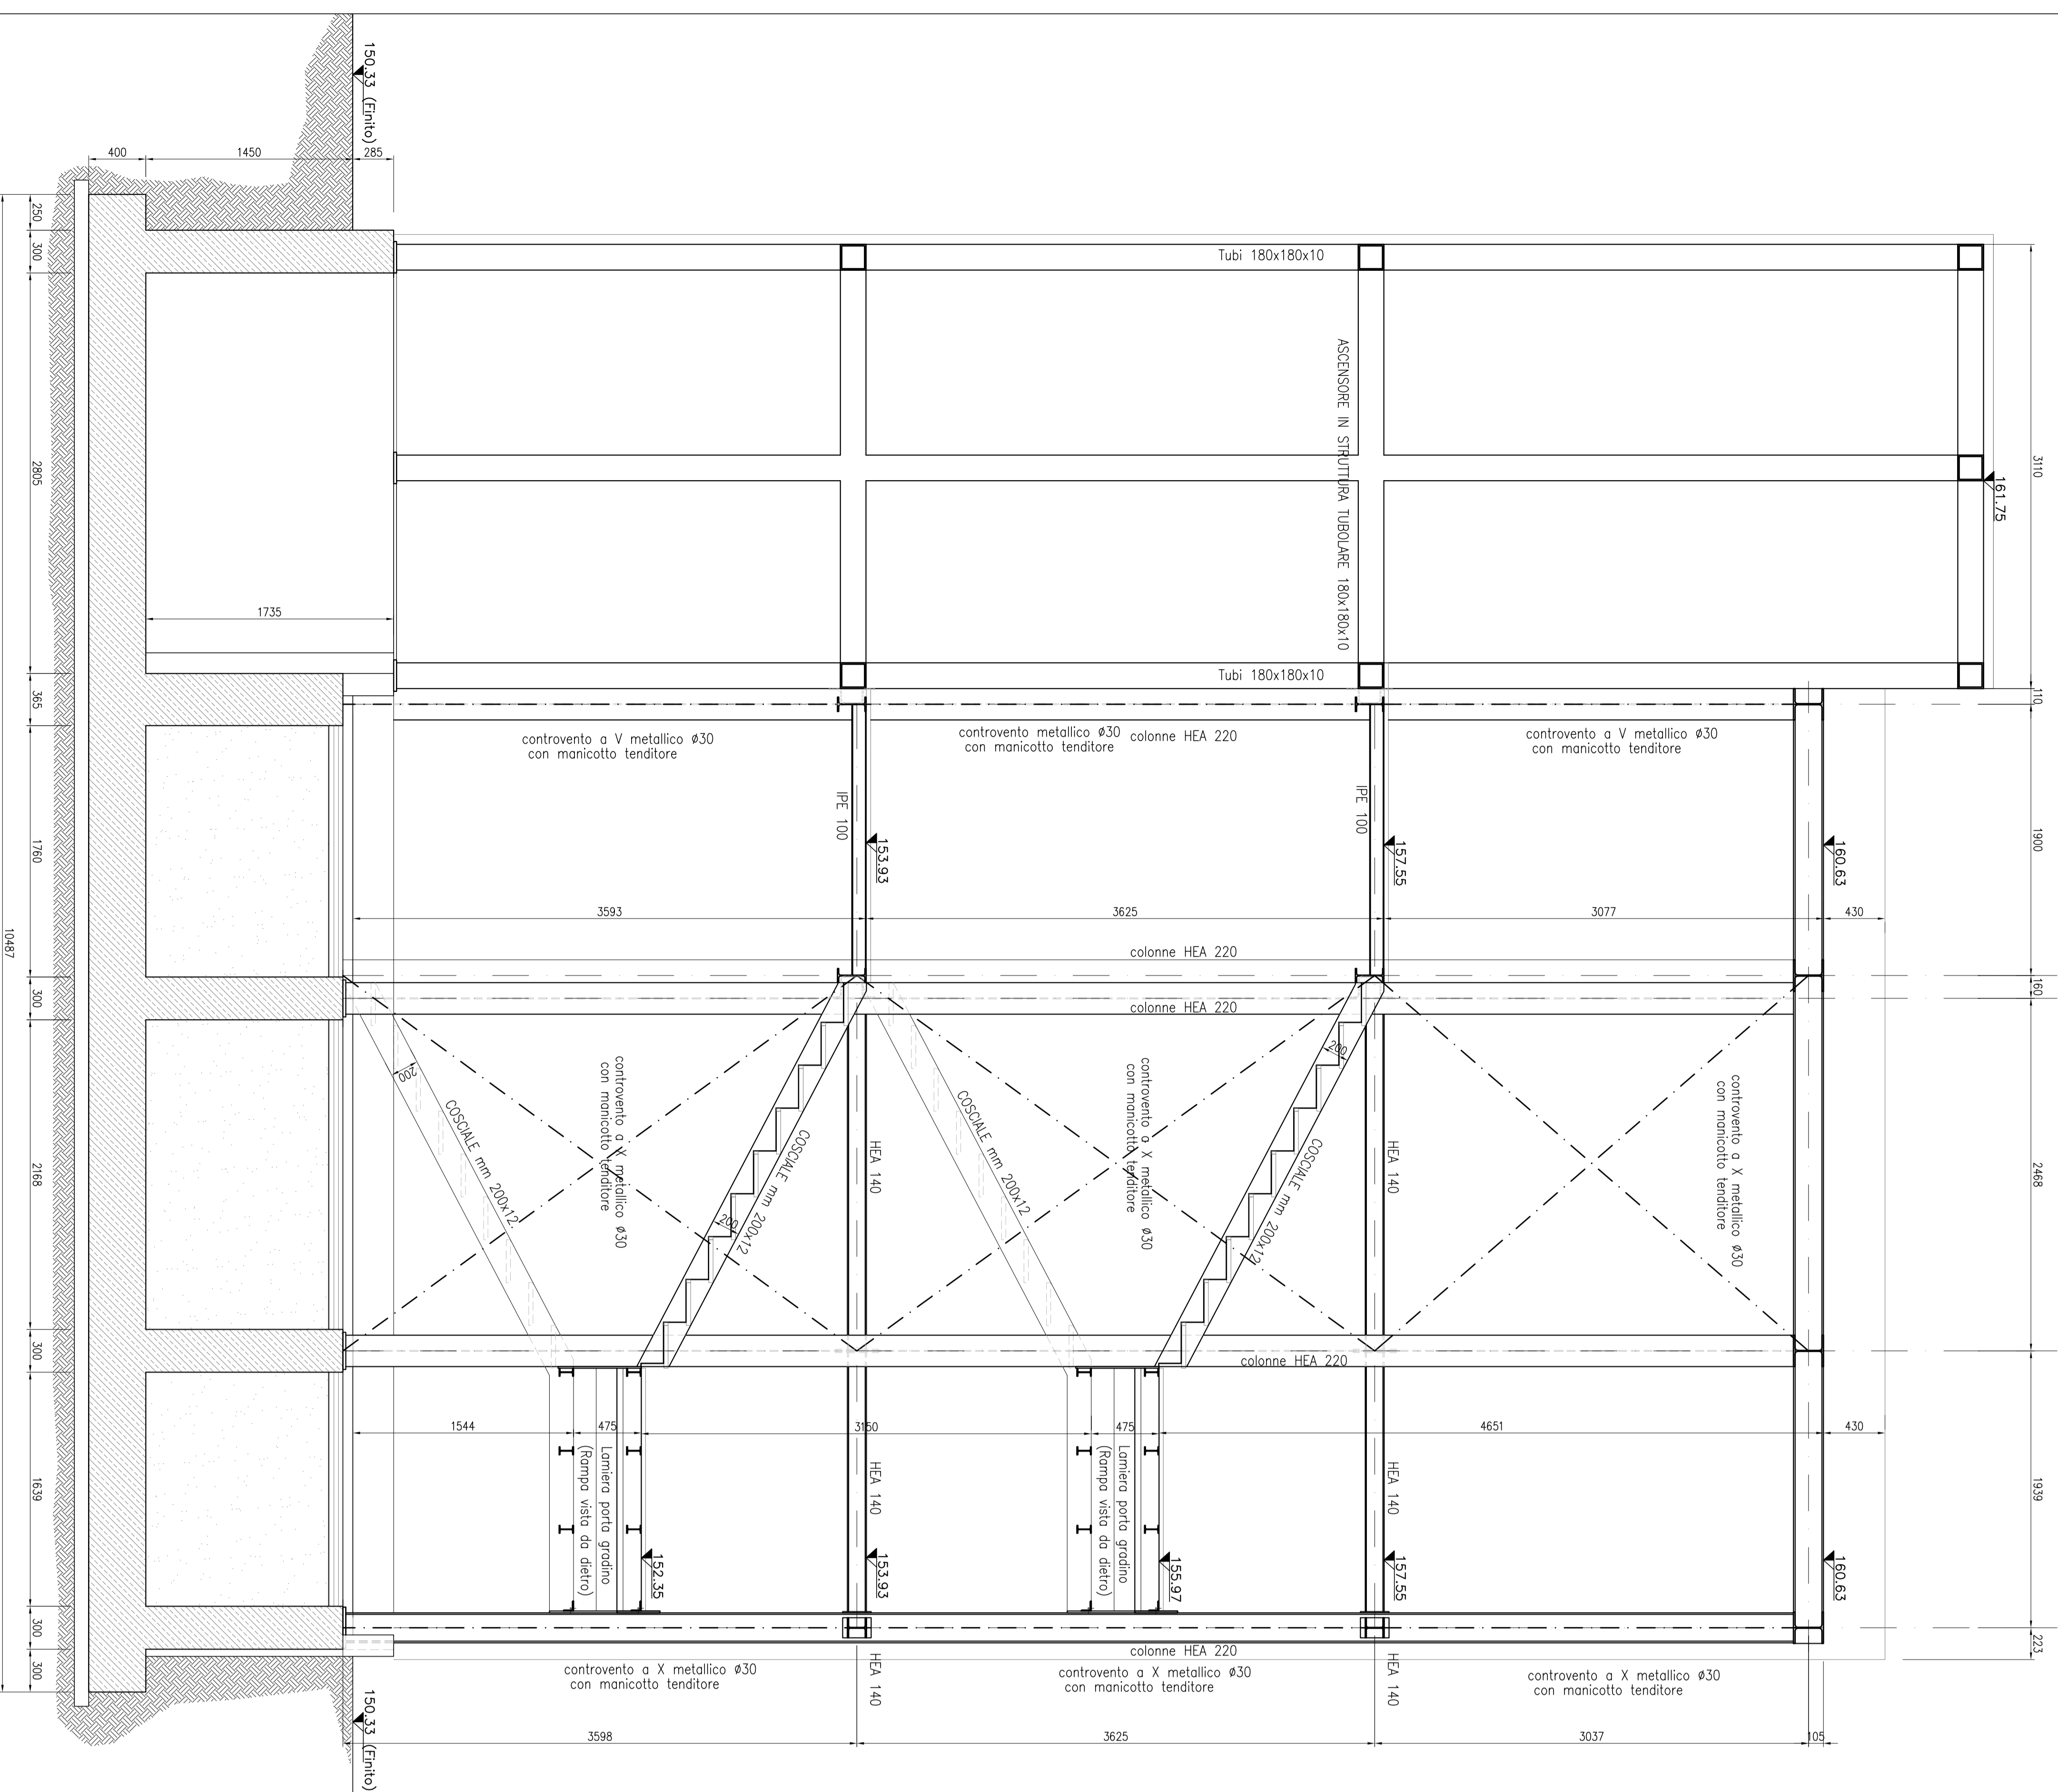 150.33 (Finito)
400
1450
285
250
300
2805
365
1760
300
2168
300
1639
300
300
10487
1735
Tubi 180x180x10
ASCENSORE IN STRUTTURA TUBOLARE 180x180x10
Tubi 180x180x10
3110
161.75
110
1900
160
2468
1939
223
controvento a V metallico ø30
con manicotto tenditore
controvento metallico ø30
con manicotto tenditore
colonne HEA 220
controvento a V metallico ø30
con manicotto tenditore
IPE 100
153.93
IPE 100
157.55
160.63
3593
3625
3077
430
colonne HEA 220
colonne HEA 220
200
COSCIALE mm 200x12
controvento a X metallico ø30
con manicotto tenditore
200
COSCIALE mm 200x12
HEA 140
COSCIALE mm 200x12
controvento a X metallico ø30
con manicotto tenditore
200
COSCIALE mm 200x12
HEA 140
controvento a X metallico ø30
con manicotto tenditore
colonne HEA 220
1544
475
3150
475
4651
430
(Rampa vista da dietro)
Lamiera porta gradino
152.35
HEA 140
153.93
(Rampa vista da dietro)
Lamiera porta gradino
155.97
HEA 140
157.55
160.63
colonne HEA 220
controvento a X metallico ø30
con manicotto tenditore
HEA 140
controvento a X metallico ø30
con manicotto tenditore
HEA 140
controvento a X metallico ø30
con manicotto tenditore
150.33 (Finito)
3598
3625
3037
105